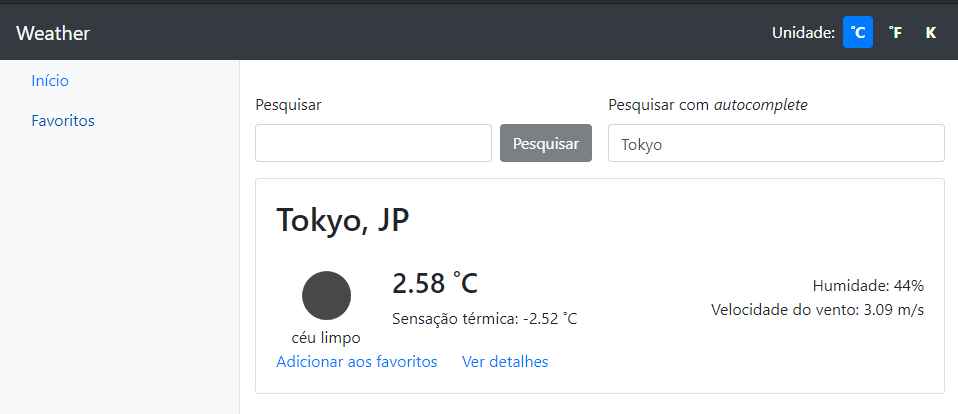 Weather
Unidade: °C °F K
Início
Favoritos
Pesquisar
Pesquisar
Pesquisar com autocomplete
Tokyo
Tokyo, JP
céu limpo
2.58 °C
Sensação térmica: -2.52 °C
Humidade: 44%
Velocidade do vento: 3.09 m/s
Adicionar aos favoritos Ver detalhes